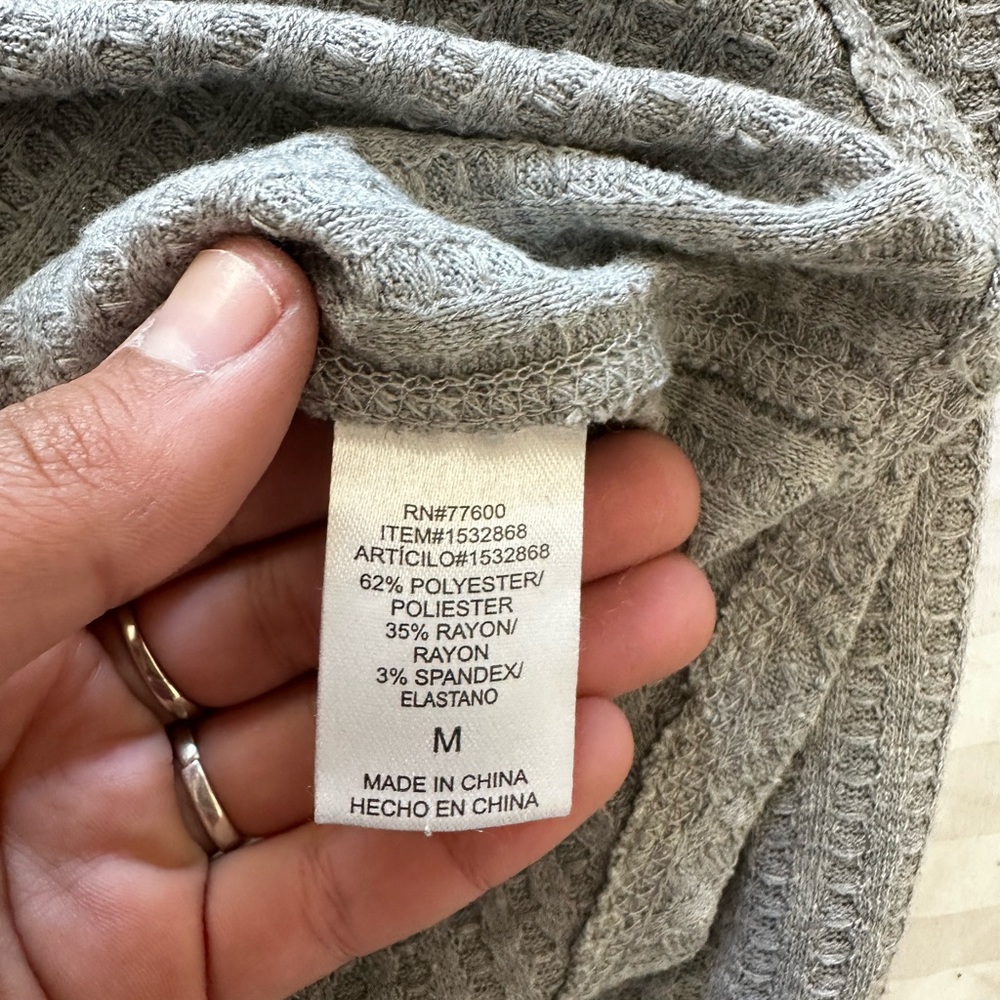 RN#77600
ITEM#1532868
ARTÍCILO#1532868
62% POLYESTER/
POLIESTER
35% RAYON/
RAYON
3% SPANDEX/
ELASTANO
M
MADE IN CHINA
HECHO EN CHINA